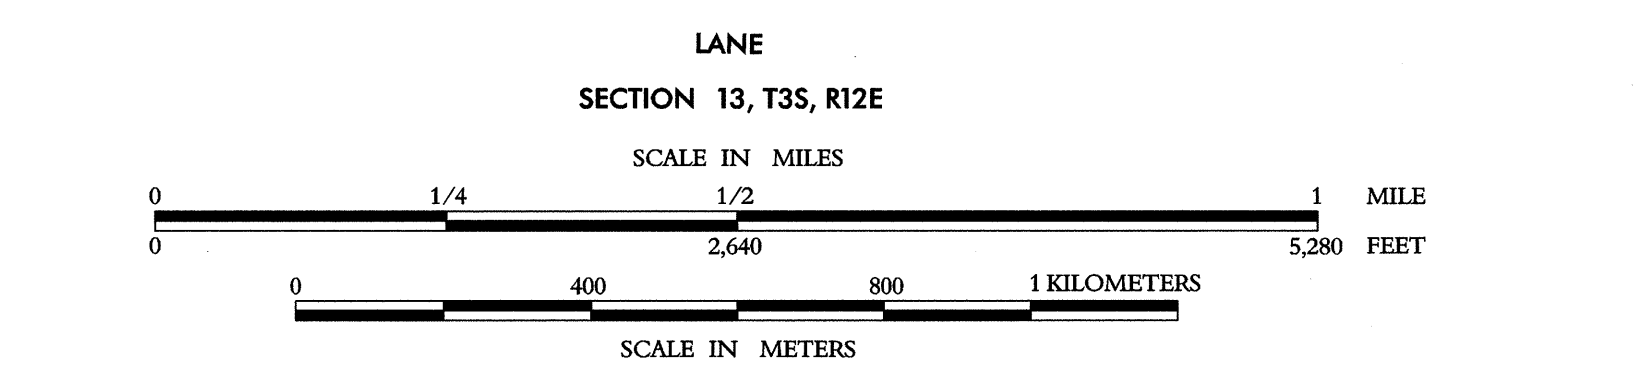 LANE
SECTION 13, T3S, R12E
SCALE IN MILES
0 1/4 1/2 1 MILE
0 2,640 5,280 FEET
0 400 800 1 KILOMETERS
SCALE IN METERS